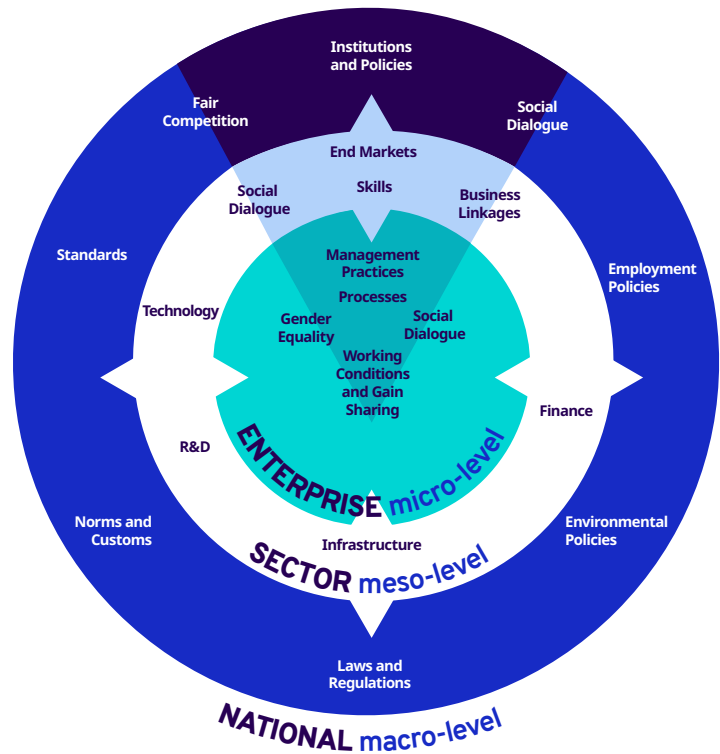 Institutions
and Policies
Fair
Competition
Social
Dialogue
End Markets
Skills
Social
Dialogue
Business
Linkages
Standards
Management
Practices
Employment
Policies
Processes
Technology
Gender
Equality
Social
Dialogue
Working
Conditions
and Gain
Sharing
Finance
R&D
ENTERPRISE micro-level
Norms and
Customs
Environmental
Policies
Infrastructure
SECTOR meso-level
Laws and
Regulations
NATIONAL macro-level